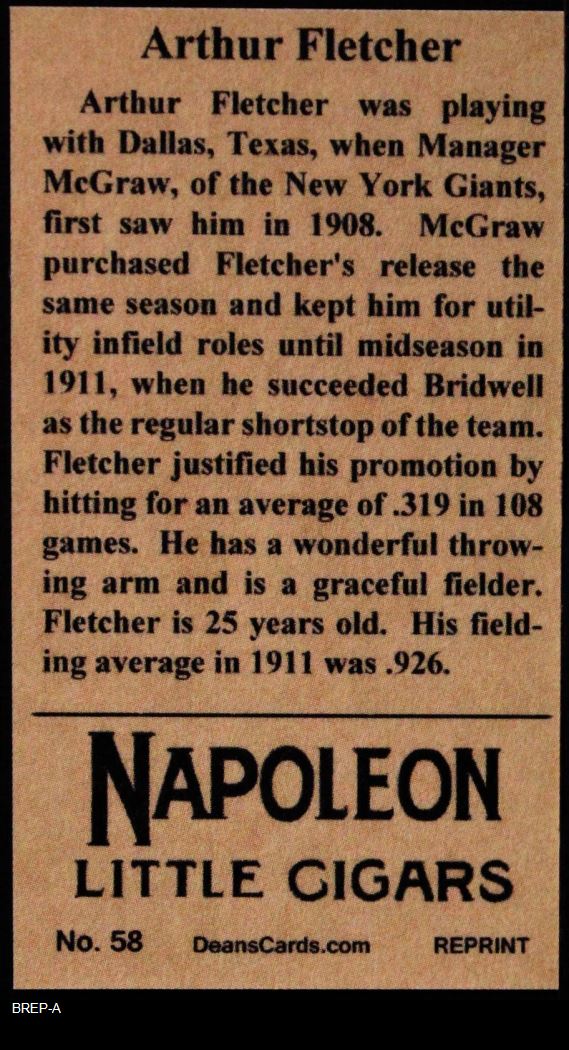 Arthur Fletcher
Arthur Fletcher was playing
with Dallas, Texas, when Manager
McGraw, of the New York Giants,
first saw him in 1908. McGraw
purchased Fletcher's release the
same season and kept him for util-
ity infield roles until midseason in
1911, when he succeeded Bridwell
as the regular shortstop of the team.
Fletcher justified his promotion by
hitting for an average of .319 in 108
games. He has a wonderful throw-
ing arm and is a graceful fielder.
Fletcher is 25 years old. His field-
ing average in 1911 was .926.
NAPOLEON
LITTLE CIGARS
No. 58 DeansCards.com REPRINT
BREP-A